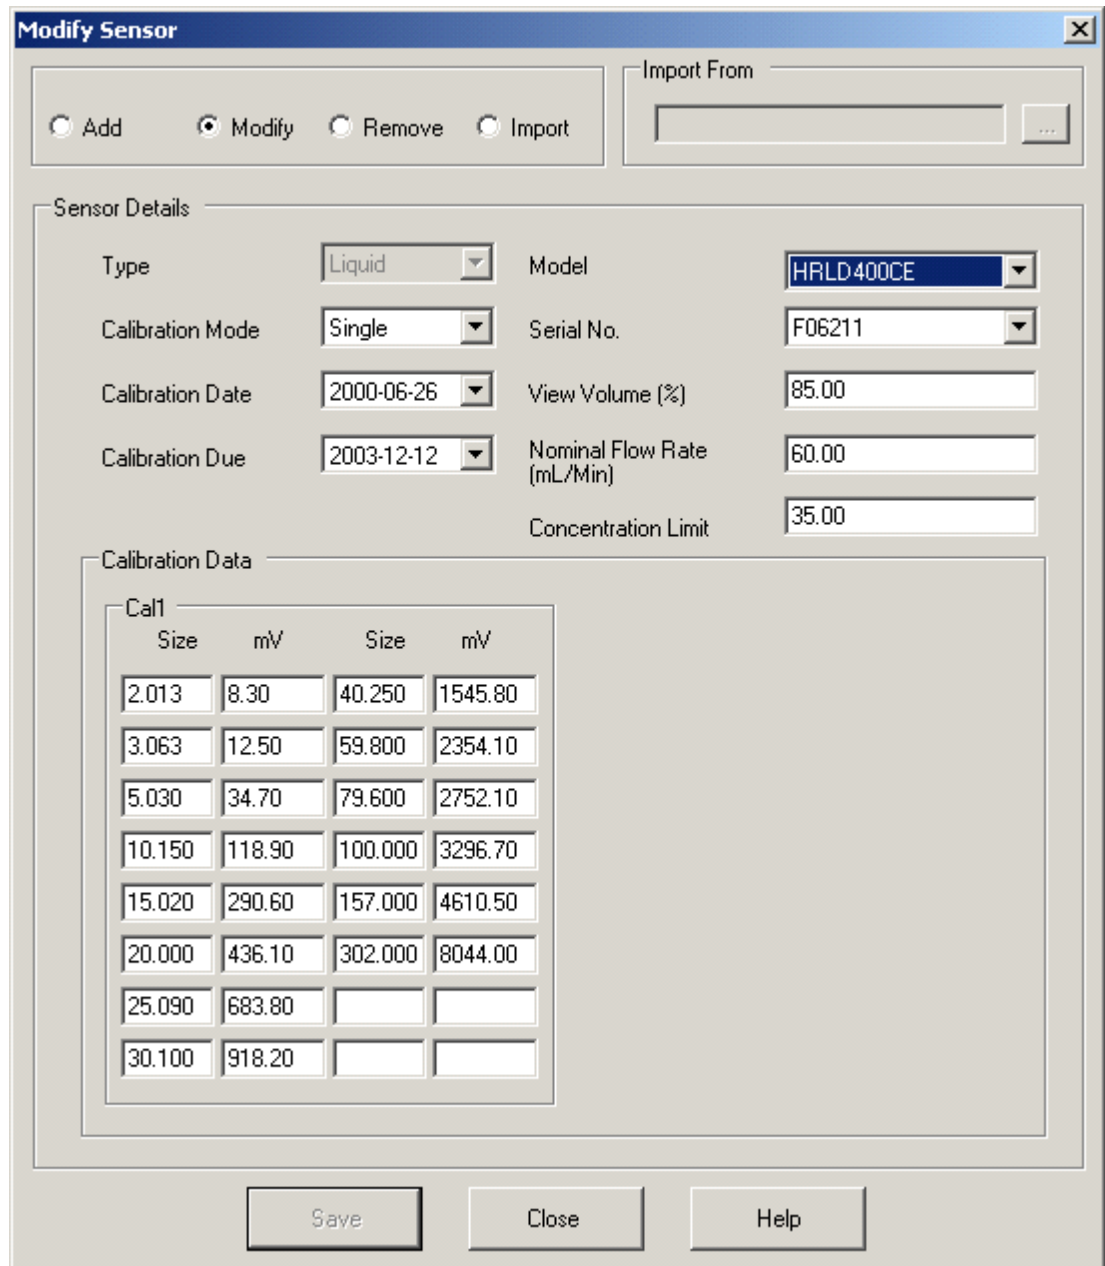 Modify Sensor
Import From
Add Modify Remove Import
...
Sensor Details
Type Liquid Model HRLD400CE
Calibration Mode Single Serial No. F06211
Calibration Date 2000-06-26 View Volume (%) 85.00
Calibration Due 2003-12-12 Nominal Flow Rate
(mL/Min) 60.00
Concentration Limit 35.00
Calibration Data
Cal1
Size mV Size mV
2.013 8.30 40.250 1545.80
3.063 12.50 59.800 2354.10
5.030 34.70 79.600 2752.10
10.150 118.90 100.000 3296.70
15.020 290.60 157.000 4610.50
20.000 436.10 302.000 8044.00
25.090 683.80
30.100 918.20
Save Close Help